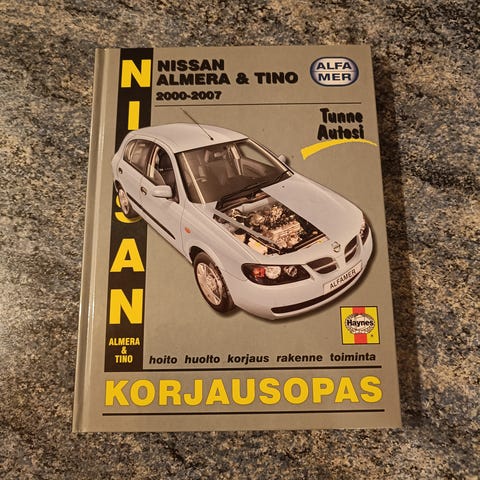 NISSAN
ALMERA & TINO
2000-2007
ALFA
MER
Tunne
Autosi
NISSAN
ALMERA
&
TINO
ALFAMER
Haynes
hoito huolto korjaus rakenne toiminta
KORJAUSOPAS